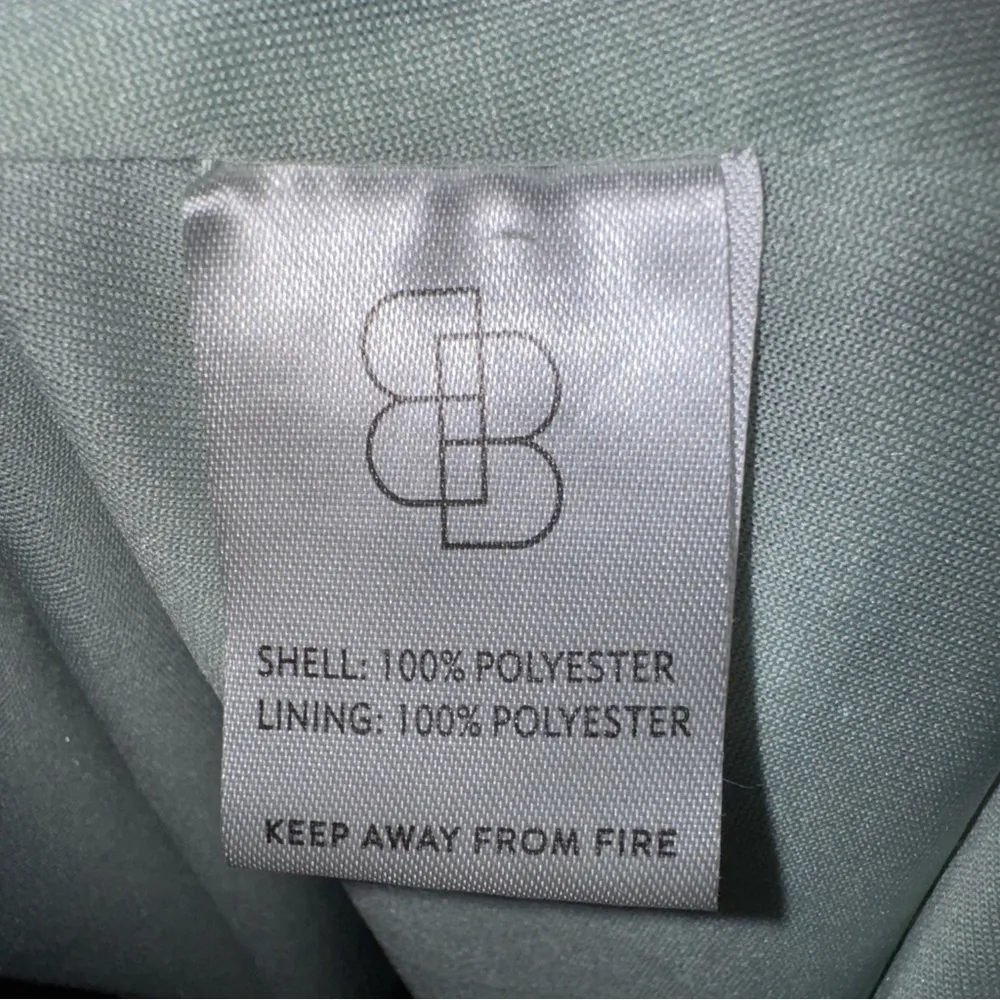 SHELL: 100% POLYESTER
LINING: 100% POLYESTER
KEEP AWAY FROM FIRE